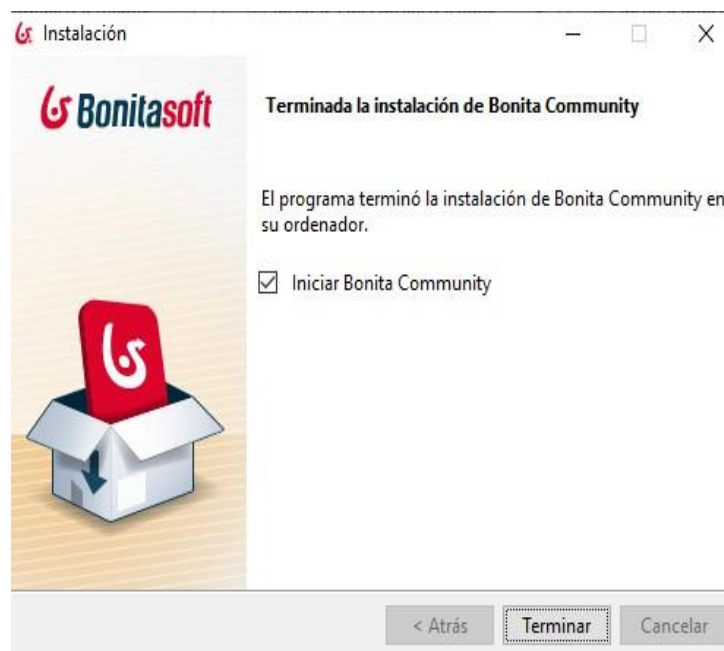 Instalación
Bonitasoft
Terminada la instalación de Bonita Community
El programa terminó la instalación de Bonita Community en
su ordenador.
Iniciar Bonita Community
< Atrás
Terminar
Cancelar